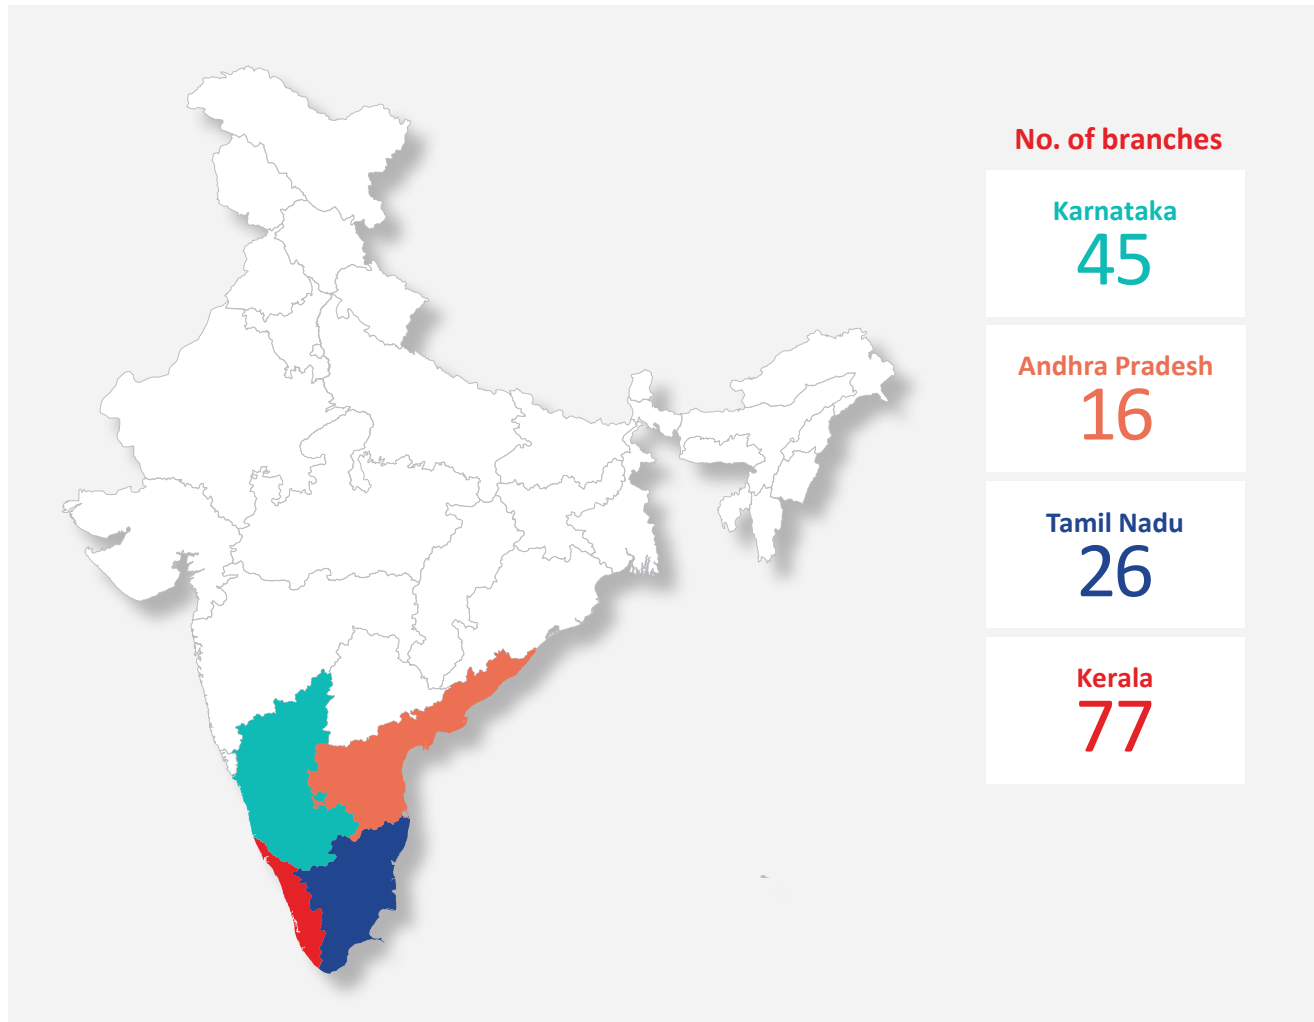 No. of branches
Karnataka
45
Andhra Pradesh
16
Tamil Nadu
26
Kerala
77